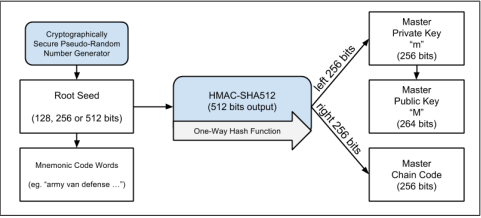 Cryptographically
Secure Pseudo-Random
Number Generator
Root Seed
(128, 256 or 512 bits)
Mnemonic Code Words
(eg. “army van defense ...”)
HMAC-SHA512
(512 bits output)
One-Way Hash Function
left 256 bits
right 256 bits
Master
Private Key
“m”
(256 bits)
Master
Public Key
“M”
(264 bits)
Master
Chain Code
(256 bits)